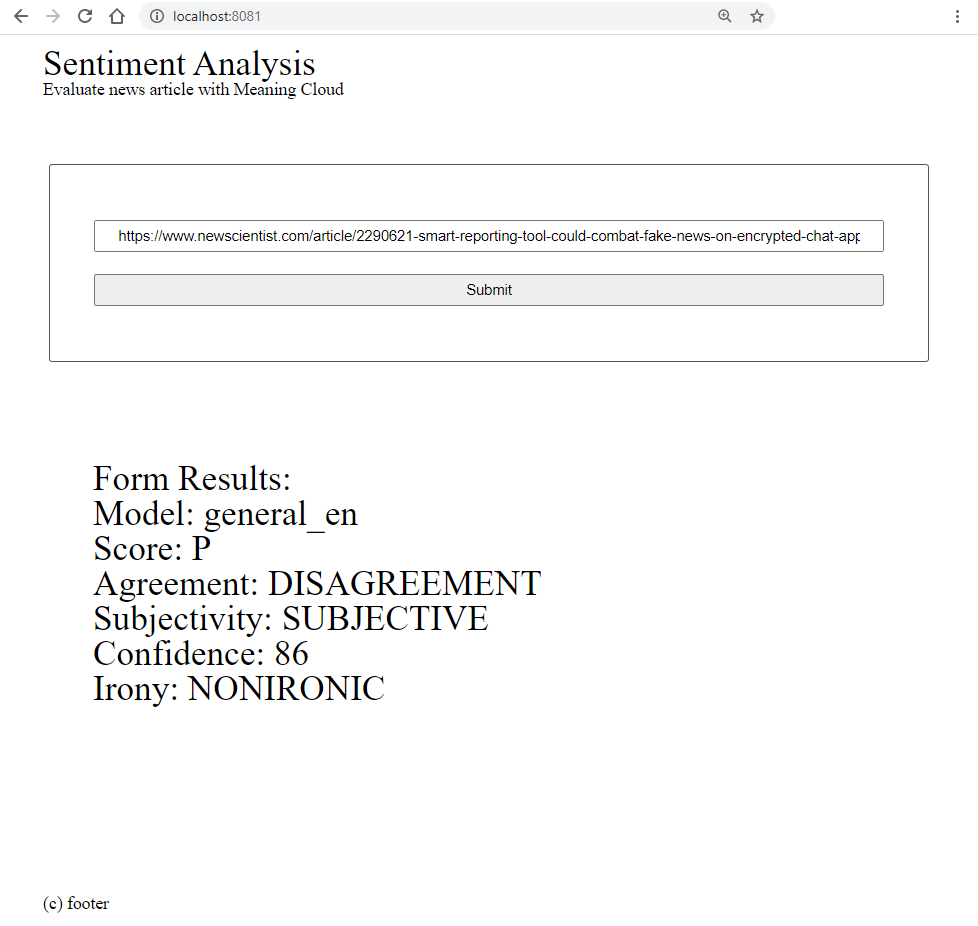 localhost:8081
Sentiment Analysis
Evaluate news article with Meaning Cloud
https://www.newscientist.com/article/2290621-smart-reporting-tool-could-combat-fake-news-on-encrypted-chat-app
Submit
Form Results:
Model: general_en
Score: P
Agreement: DISAGREEMENT
Subjectivity: SUBJECTIVE
Confidence: 86
Irony: NONIRONIC
(c) footer